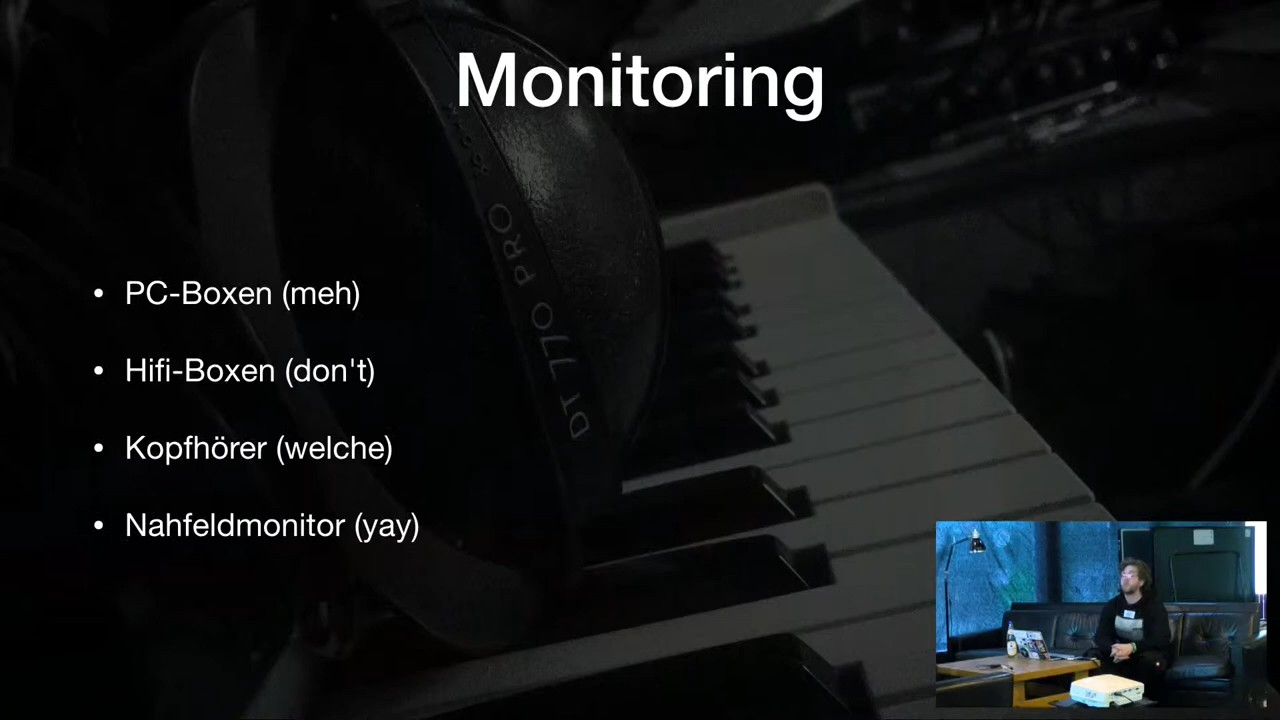 Monitoring
• PC-Boxen (meh)
• Hifi-Boxen (don't)
• Kopfhörer (welche)
• Nahfeldmonitor (yay)
DT 770 PRO